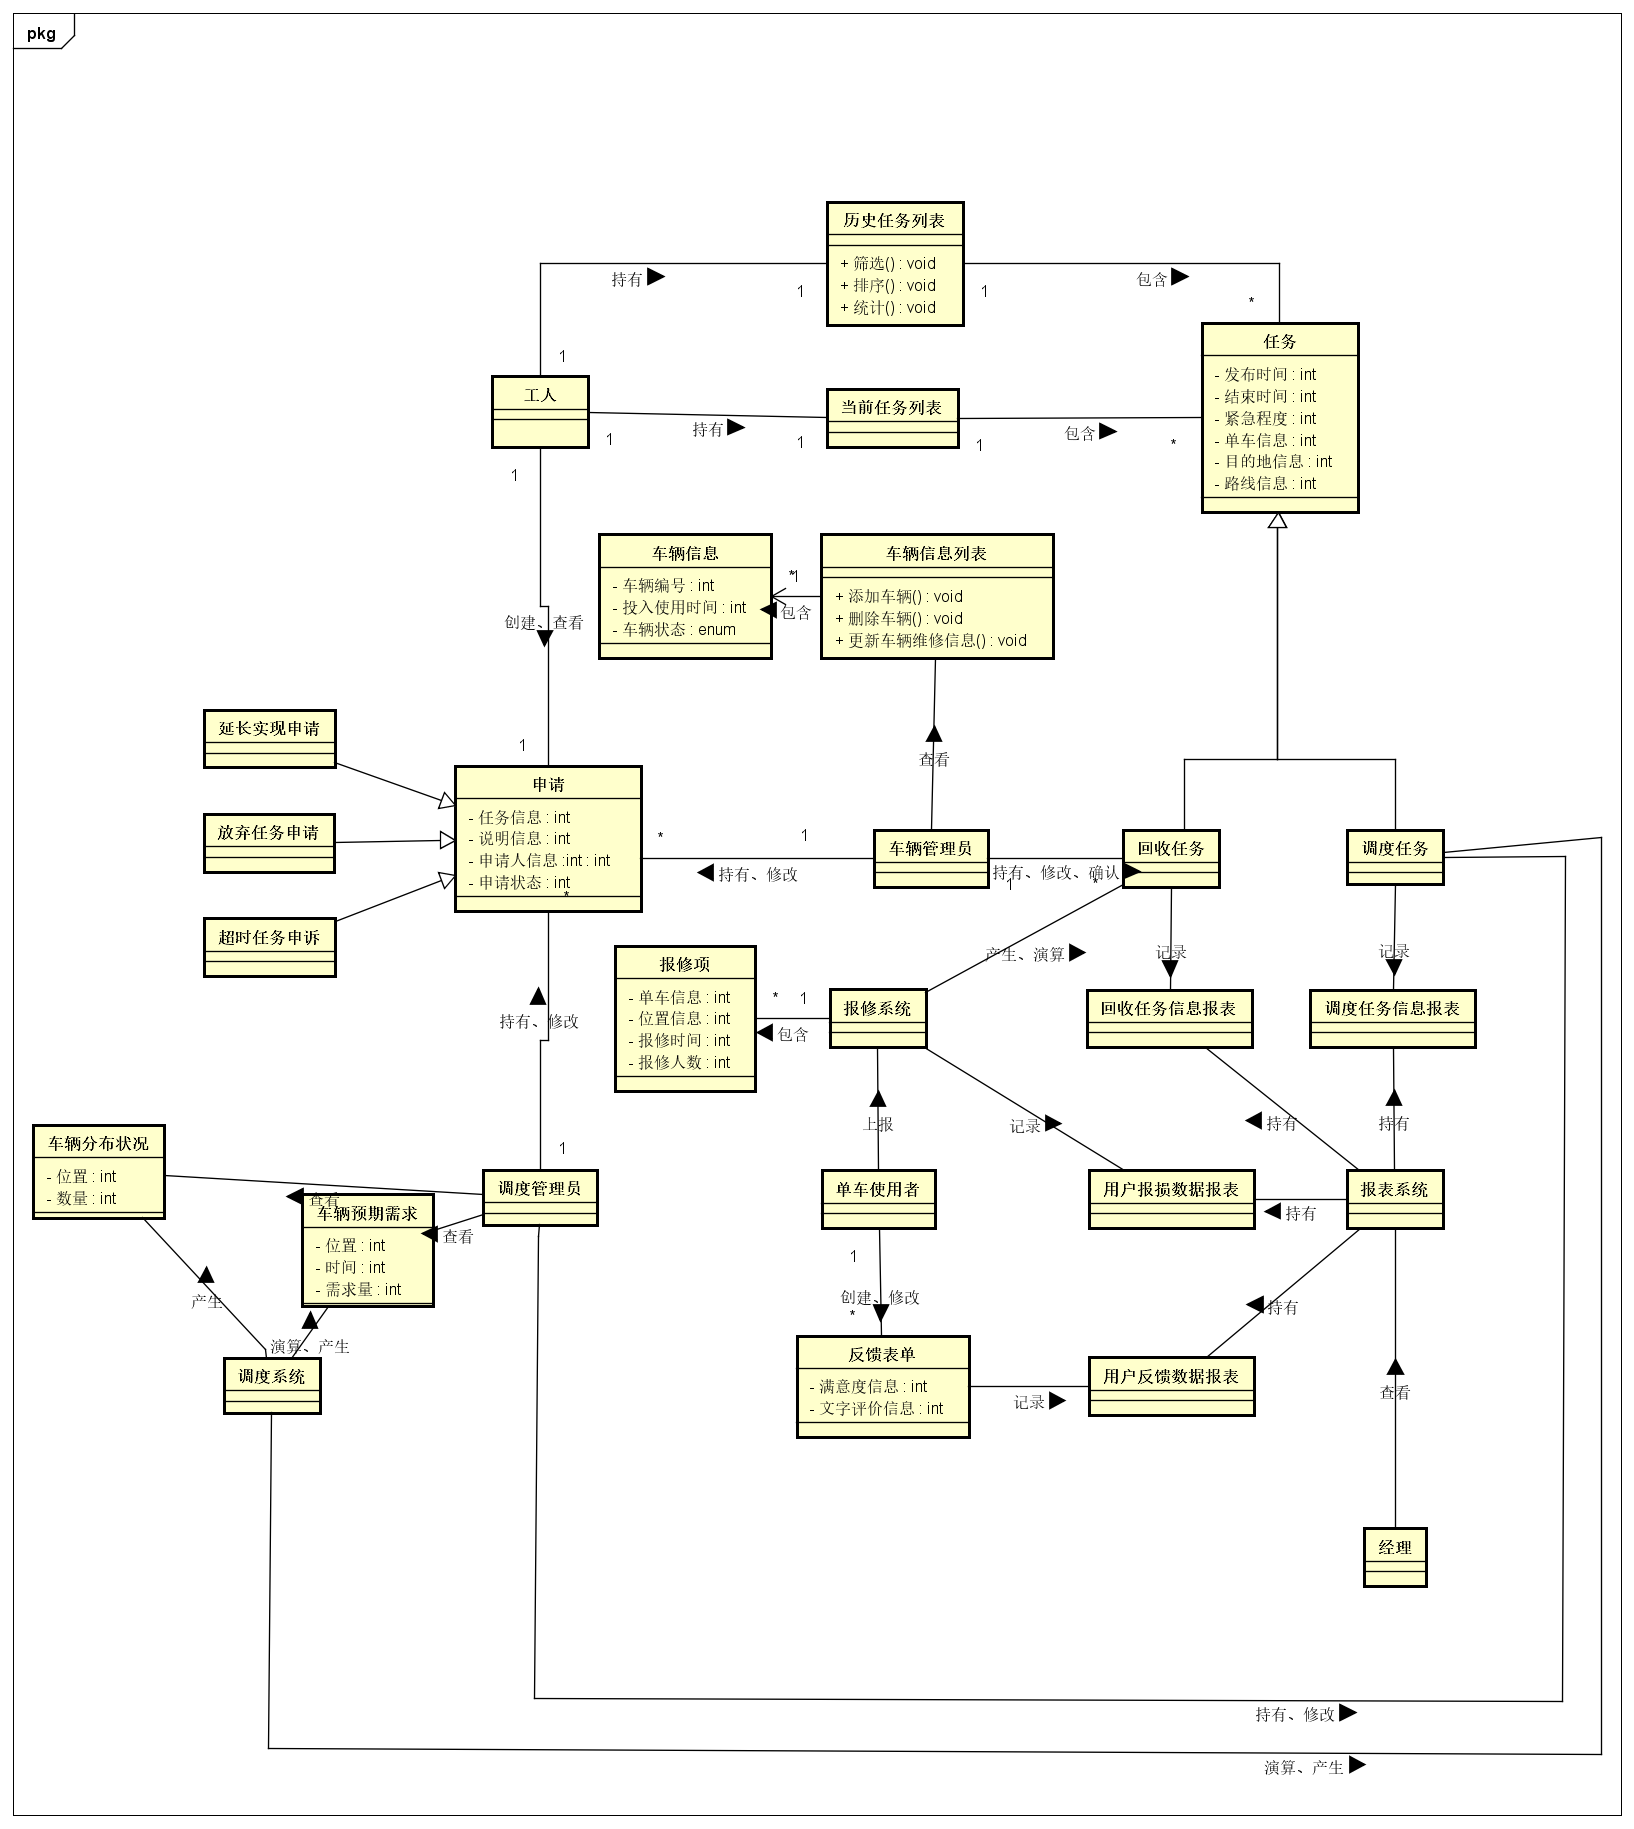 pkg
历史任务列表
+ 筛选() : void
+ 排序() : void
+ 统计() : void
持有
1
1
包含
*
1
任务
- 发布时间 : int
- 结束时间 : int
- 紧急程度 : int
- 单车信息 : int
- 目的地信息 : int
- 路线信息 : int
工人
当前任务列表
持有
1
1
包含
1
*
1
车辆信息
- 车辆编号 : int
- 投入使用时间 : int
- 车辆状态 : enum
*
1
包含
车辆信息列表
+ 添加车辆() : void
+ 删除车辆() : void
+ 更新车辆维修信息() : void
创建、查看
1
查看
延长实现申请
放弃任务申请
超时任务申诉
申请
- 任务信息 : int
- 说明信息 : int
- 申请人信息 :int : int
- 申请状态 : int
*
*
1
持有、修改
车辆管理员
持有、修改、确认
1
*
回收任务
调度任务
产生、演算
记录
记录
报修项
- 单车信息 : int
- 位置信息 : int
- 报修时间 : int
- 报修人数 : int
*
1
包含
报修系统
回收任务信息报表
调度任务信息报表
持有、修改
1
上报
记录
持有
持有
车辆分布状况
- 位置 : int
- 数量 : int
查看
车辆预期需求
- 位置 : int
- 时间 : int
- 需求量 : int
查看
调度管理员
单车使用者
用户报损数据报表
持有
报表系统
产生
演算、产生
调度系统
1
创建、修改
*
反馈表单
- 满意度信息 : int
- 文字评价信息 : int
记录
用户反馈数据报表
持有
查看
经理
持有、修改
演算、产生